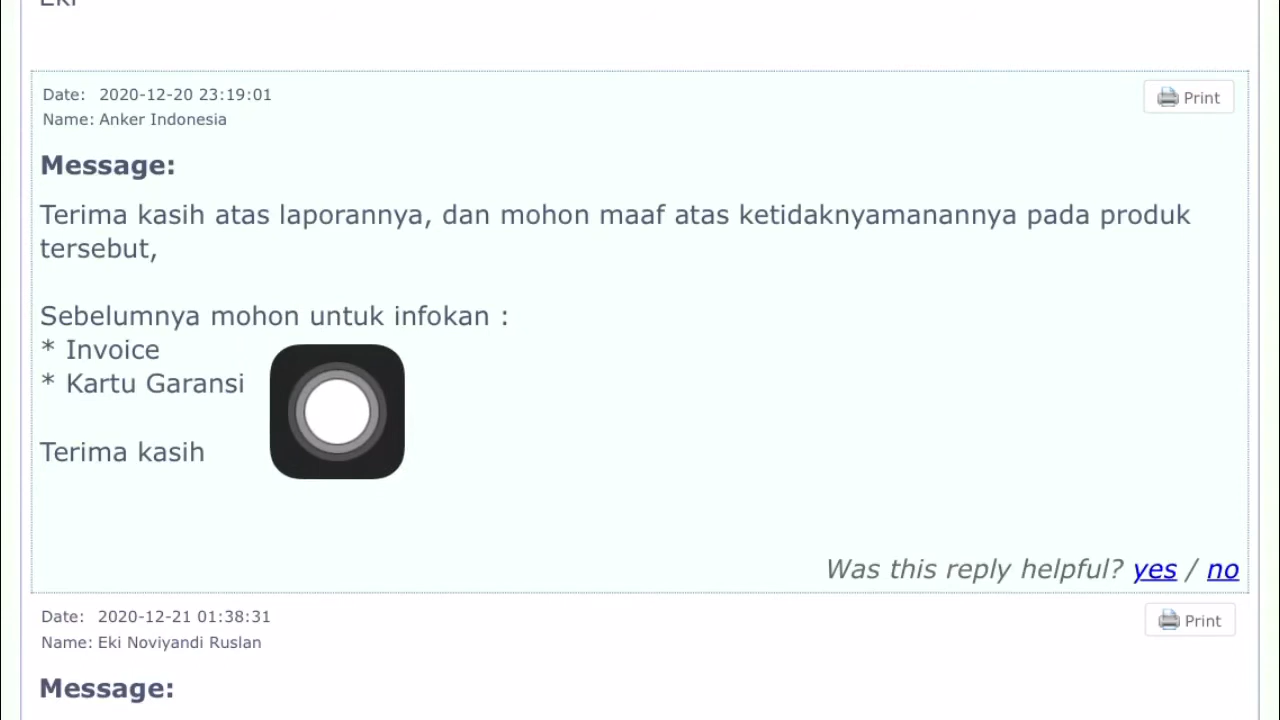 Eki
Date: 2020-12-20 23:19:01
Print
Name: Anker Indonesia
Message:
Terima kasih atas laporannya, dan mohon maaf atas ketidaknyamanannya pada produk
tersebut,
Sebelumnya mohon untuk infokan :
* Invoice
* Kartu Garansi
Terima kasih
Was this reply helpful? yes / no
Date: 2020-12-21 01:38:31
Print
Name: Eki Noviyandi Ruslan
Message: